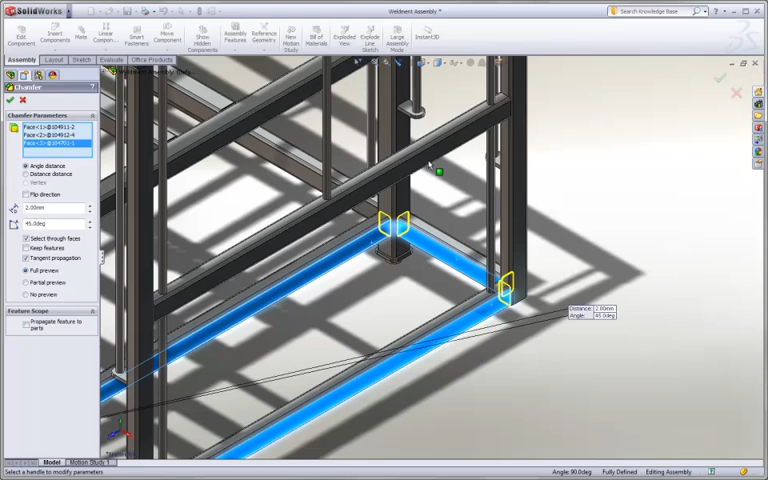 SolidWorks
Weldment Assembly *
Search Knowledge Base
Edit Component
Insert Components
Mate
Linear Compon...
Smart Fasteners
Move Component
Show Hidden Components
Assembly Features
Reference Geometry
New Motion Study
Bill of Materials
Exploded View
Explode Line Sketch
Large Assembly Mode
Instant3D
Assembly
Layout
Sketch
Evaluate
Office Products
Chamfer
?
Chamfer Parameters
Face<1>@104911-2
Face<2>@104912-4
Face<3>@104701-1
Angle distance
Distance distance
Vertex
Flip direction
2.00mm
45.0deg
Select through faces
Keep features
Tangent propagation
Full preview
Partial preview
No preview
Feature Scope
Propagate feature to parts
Distance: 2.00mm
Angle: 45.0deg
Model
Motion Study 1
Select a handle to modify parameters
Angle: 90.0deg
Fully Defined
Editing Assembly